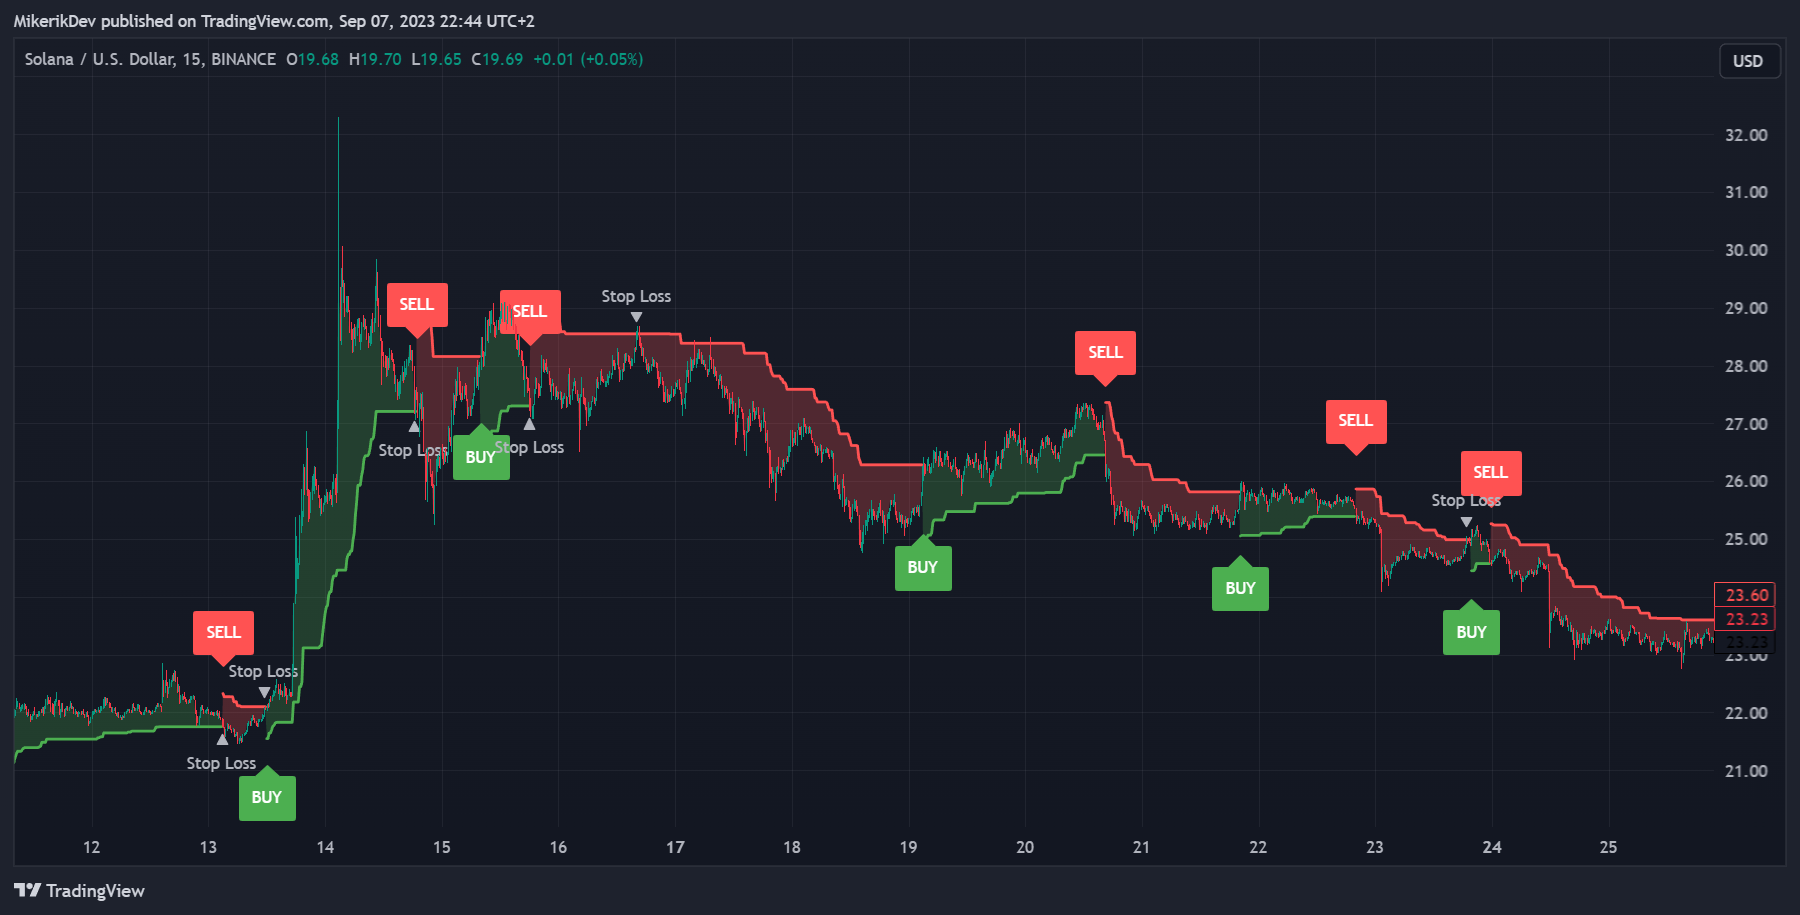 MikerikDev published on TradingView.com, Sep 07, 2023 22:44 UTC+2
Solana / U.S. Dollar, 15, BINANCE O19.68 H19.70 L19.65 C19.69 +0.01 (+0.05%)
USD
32.00
31.00
30.00
29.00
28.00
27.00
26.00
25.00
23.60
23.23
23.23
23.00
22.00
21.00
SELL
Stop Loss
Stop Loss
BUY
SELL
Stop Loss
BUY
SELL
Stop Loss
Stop Loss
BUY
SELL
BUY
SELL
SELL
Stop Loss
BUY
12 13 14 15 16 17 18 19 20 21 22 23 24 25
TradingView